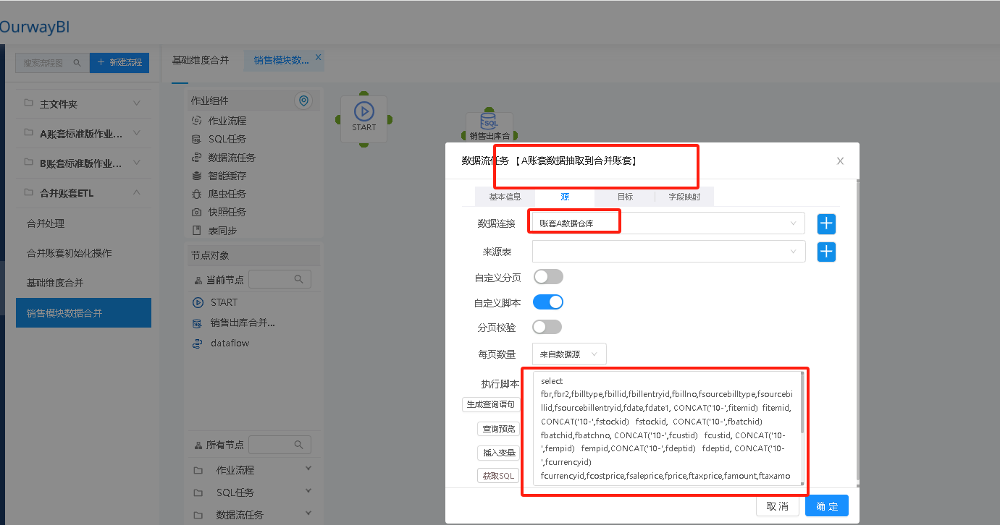 OurwayBI
搜索流程图
+ 新建流程
主文件夹
A账套标准版作业...
B账套标准版作业...
合并账套ETL
合并处理
合并账套初始化操作
基础维度合并
销售模块数据合并
基础维度合并
销售模块数... X
作业组件
作业流程
SQL任务
数据流任务
智能缓存
爬虫任务
快照任务
表同步
节点对象
当前节点
START
销售出库合并...
dataflow
所有节点
作业流程
SQL任务
数据流任务
START
SQL
销售出库合
数据流任务 【A账套数据抽取到合并账套】
基本信息
源
目标
字段映射
数据连接
账套A数据仓库
来源表
自定义分页
自定义脚本
分页校验
每页数量
来自数据源
执行脚本
生成查询语句
查询预览
插入变量
获取SQL
select
fbr,fbr2,fbilltype,fbillid,fbillentryid,fbillno,fsourcebilltype,fsourcebi
llid,fsourcebillentryid,fdate,fdate1, CONCAT('10-',fitemid) fitemid,
CONCAT('10-',fstockid) fstockid, CONCAT('10-',fbatchid)
fbatchid,fbatchno, CONCAT('10-',fcustid) fcustid, CONCAT('10-
',fempid) fempid,CONCAT('10-',fdeptid) fdeptid, CONCAT('10-
',fcurrencyid)
fcurrencyid,fcostprice,fsaleprice,fprice,ftaxprice,famount,ftaxamo
取 消
确 定